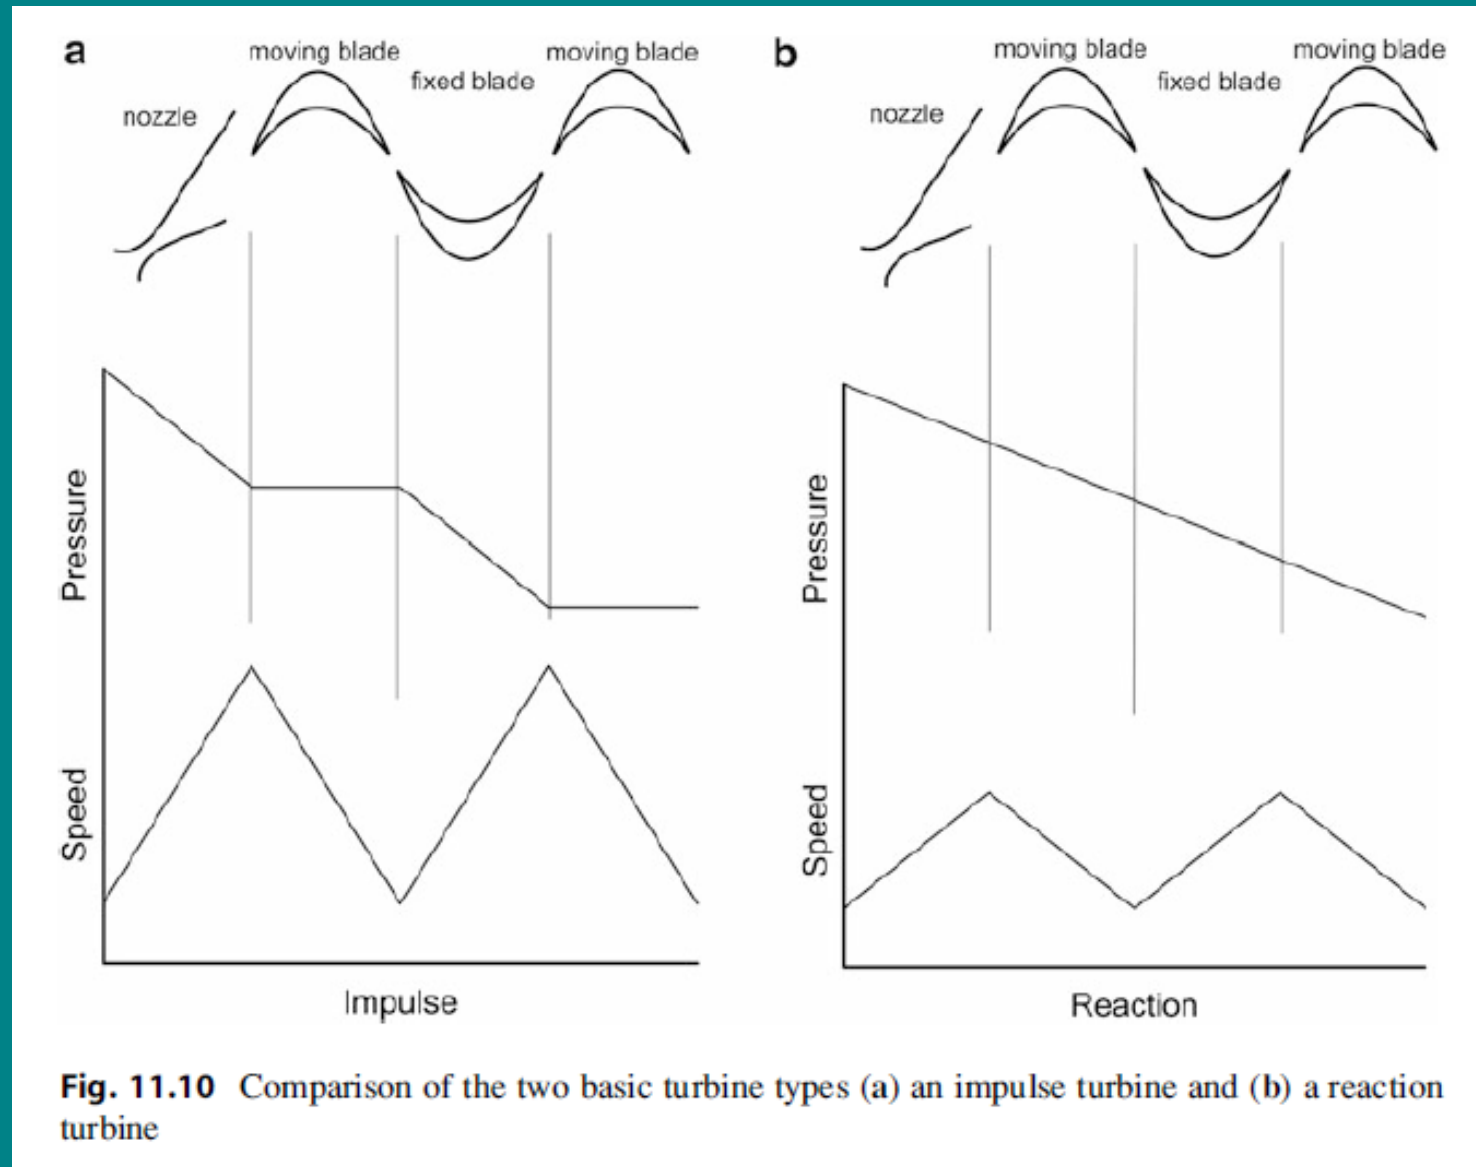 a
moving blade
moving blade
fixed blade
nozzle
Pressure
Speed
Impulse
b
moving blade
moving blade
fixed blade
nozzle
Pressure
Speed
Reaction
Fig. 11.10 Comparison of the two basic turbine types (a) an impulse turbine and (b) a reaction
turbine